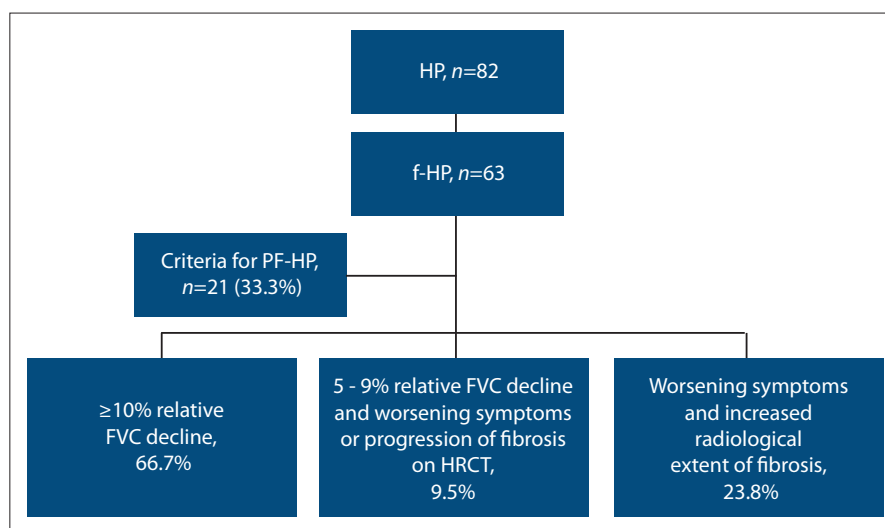 HP, n=82
f-HP, n=63
Criteria for PF-HP,
n=21 (33.3%)
≥10% relative
FVC decline,
66.7%
5 - 9% relative FVC decline
and worsening symptoms
or progression of fibrosis
on HRCT,
9.5%
Worsening symptoms
and increased
radiological
extent of fibrosis,
23.8%